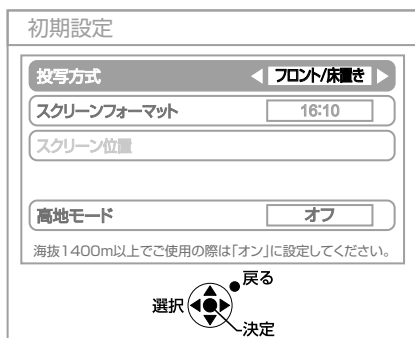 初期設定
投写方式 フロント/床置き
スクリーンフォーマット 16:10
スクリーン位置
高地モード オフ
海抜1400m以上でご使用の際は「オン」に設定してください。
戻る
選択
決定